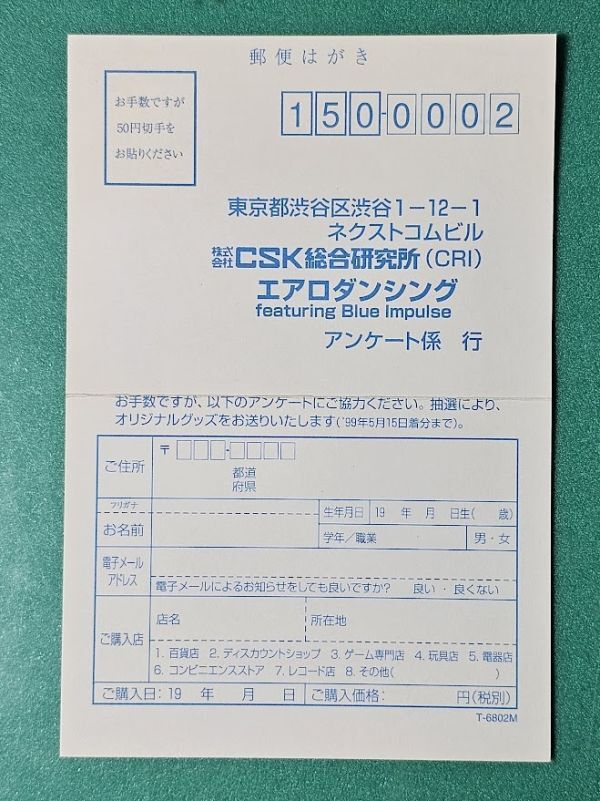 郵便はがき
お手数ですが
50円切手を
お貼りください
150-0002
東京都渋谷区渋谷1-12-1
ネクストコムビル
株式会社CSK総合研究所(CRI)
エアロダンシング
featuring Blue Impulse
アンケート係 行
お手数ですが、以下のアンケートにご協力ください。抽選により、
オリジナルグッズをお送りいたします('99年5月15日着分まで)。
ご住所
〒
-
都道
府県
フリガナ
お名前
生年月日 19 年 月 日生( 歳)
学年/職業 男・女
電子メール
アドレス
電子メールによるお知らせをしても良いですか? 良い・良くない
ご購入店
店名 所在地
1. 百貨店 2. ディスカウントショップ 3. ゲーム専門店 4. 玩具店 5. 電器店
6. コンビニエンスストア 7. レコード店 8. その他( )
ご購入日:19 年 月 日 ご購入価格: 円(税別)
T-6802M